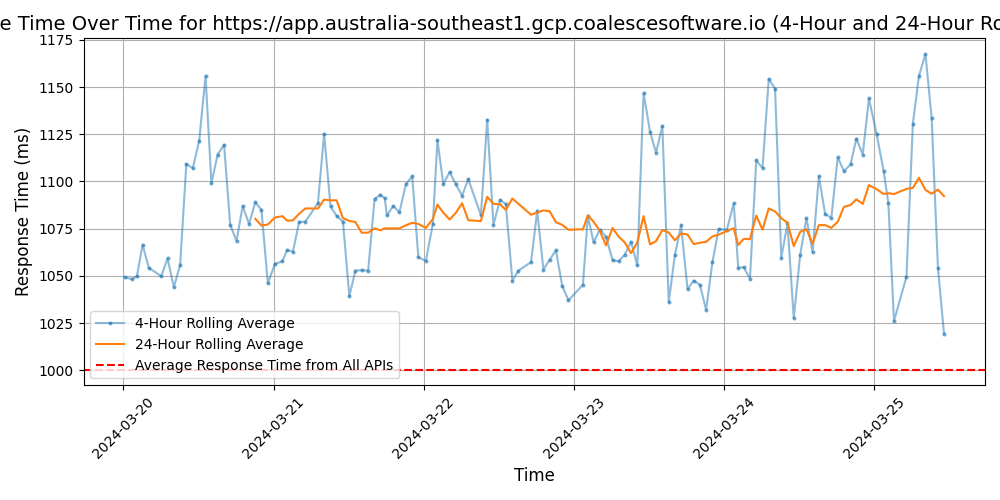 e Time Over Time for https://app.australia-southeast1.gcp.coalescesoftware.io (4-Hour and 24-Hour Ro
Response Time (ms)
1175
1150
1125
1100
1075
1050
1025
1000
4-Hour Rolling Average
24-Hour Rolling Average
Average Response Time from All APIs
2024-03-20
2024-03-21
2024-03-22
2024-03-23
2024-03-24
2024-03-25
Time